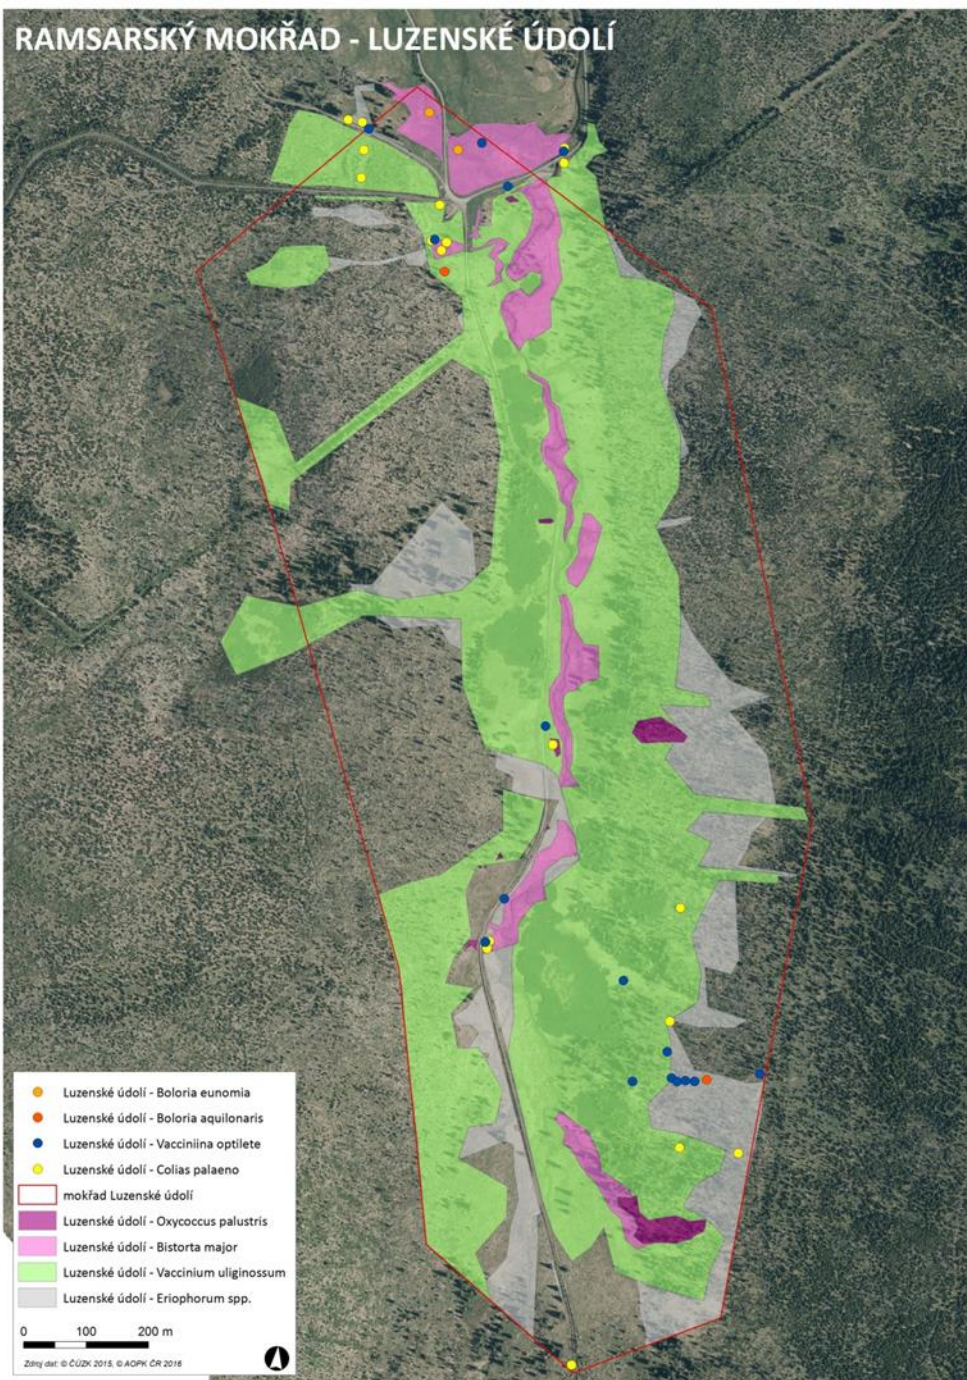 RAMSARSKÝ MOKŘAD - LUZENSKÉ ÚDOLÍ
Luzenské údolí - Boloria eunomia
Luzenské údolí - Boloria aquilonaris
Luzenské údolí - Vacciniina optilete
Luzenské údolí - Colias palaeno
mokřad Luzenské údolí
Luzenské údolí - Oxycoccus palustris
Luzenské údolí - Bistorta major
Luzenské údolí - Vaccinium uliginossum
Luzenské údolí - Eriophorum spp.
0 100 200 m
Zdroj dat: © ČÚZK 2015, © AOPK ČR 2016